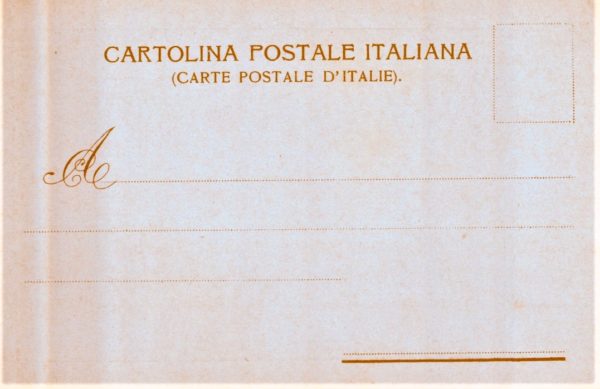 CARTOLINA POSTALE ITALIANA
(CARTE POSTALE D'ITALIE).
A